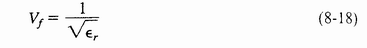 V_f = 1/√ϵ_r (8-18)